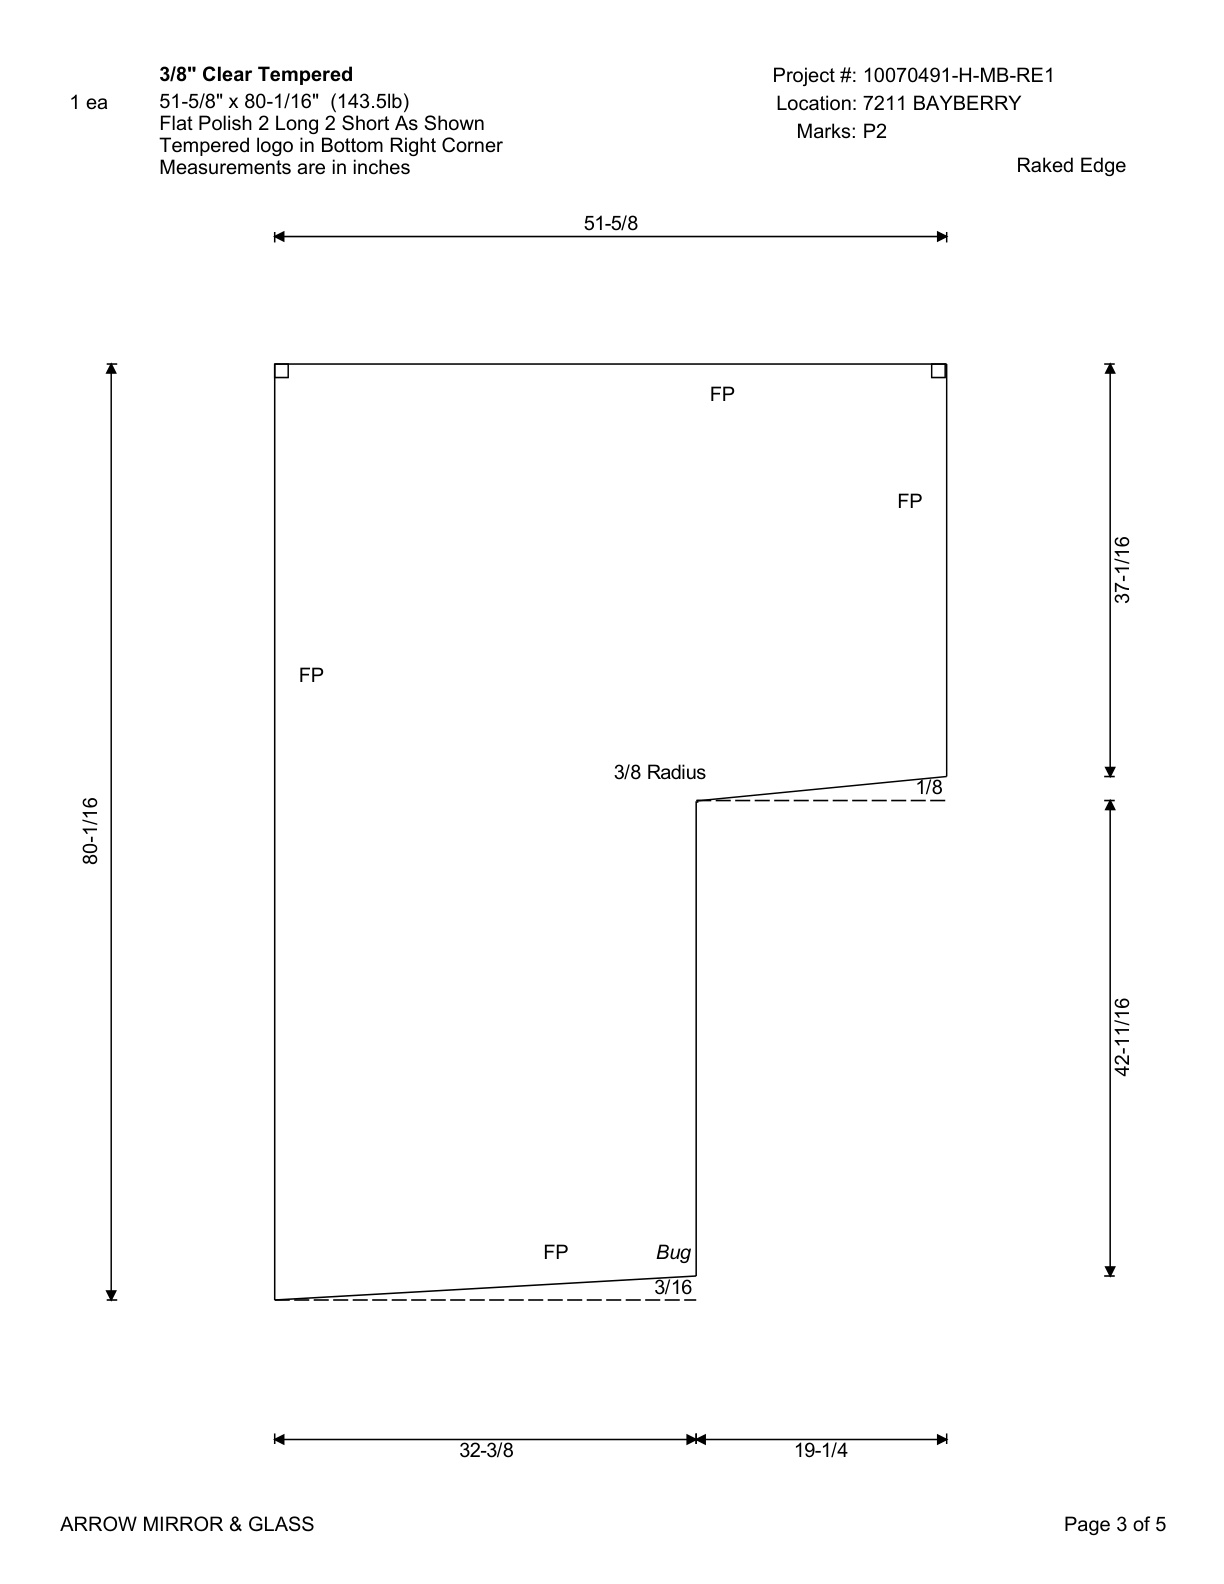 3/8" Clear Tempered
1 ea
51-5/8" x 80-1/16" (143.5lb)
Flat Polish 2 Long 2 Short As Shown
Tempered logo in Bottom Right Corner
Measurements are in inches
Project #: 10070491-H-MB-RE1
Location: 7211 BAYBERRY
Marks: P2
Raked Edge
51-5/8
FP
FP
37-1/16
FP
3/8 Radius
1/8
80-1/16
42-11/16
FP
Bug
3/16
32-3/8
19-1/4
ARROW MIRROR & GLASS
Page 3 of 5